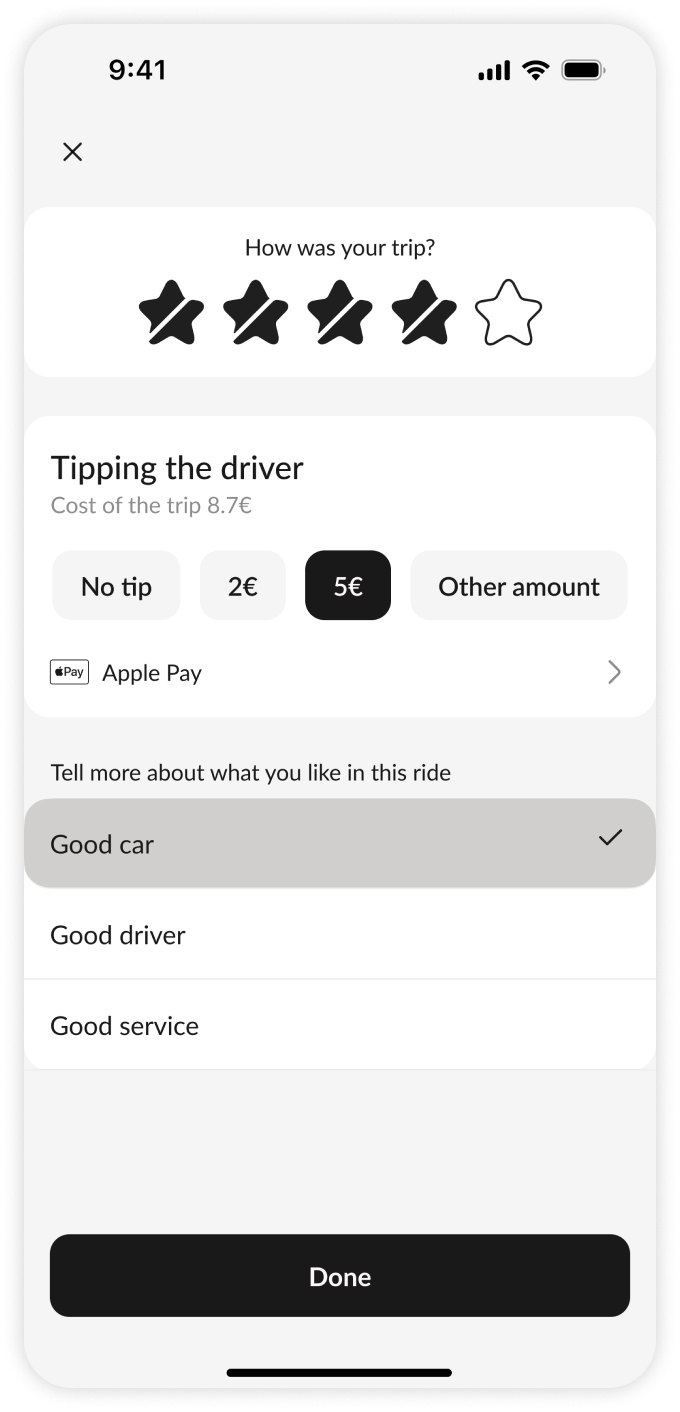 9:41
How was your trip?
Tipping the driver
Cost of the trip 8.7€
No tip 2€ 5€ Other amount
Pay Apple Pay
Tell more about what you like in this ride
Good car
Good driver
Good service
Done